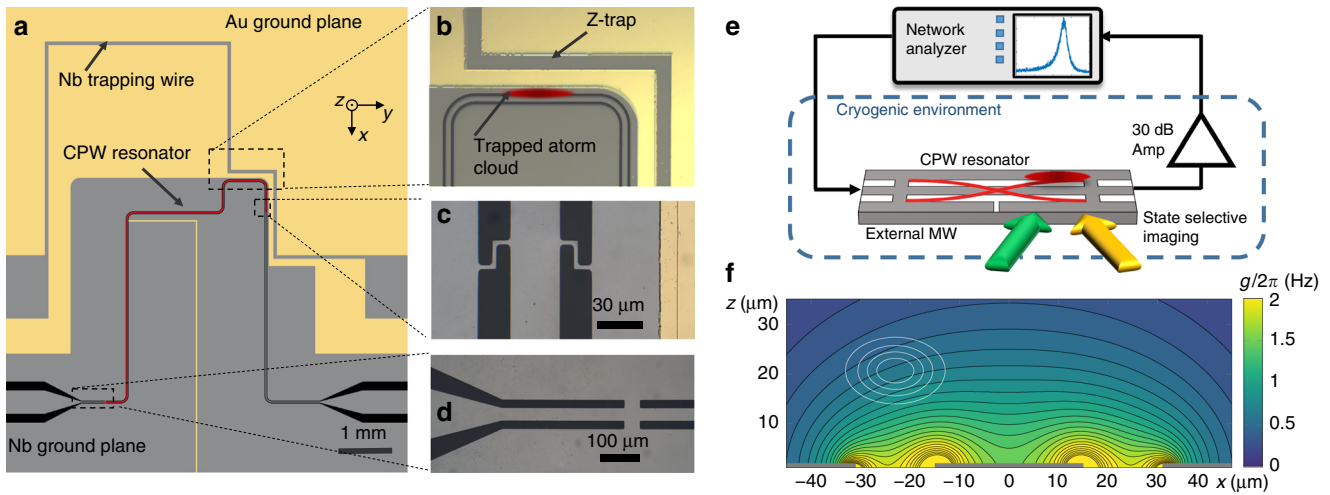 a
Au ground plane
Nb trapping wire
z
y
x
CPW resonator
Nb ground plane
1 mm
b
Z-trap
Trapped atorm
cloud
c
30 μm
d
100 μm
e
Network
analyzer
Cryogenic environment
30 dB
Amp
CPW resonator
External MW
State selective
imaging
f
g/2π (Hz)
z (μm)
30
20
10
−40 −30 −20 −10 0 10 20 30 40
x (μm)
2
1.5
1
0.5
0